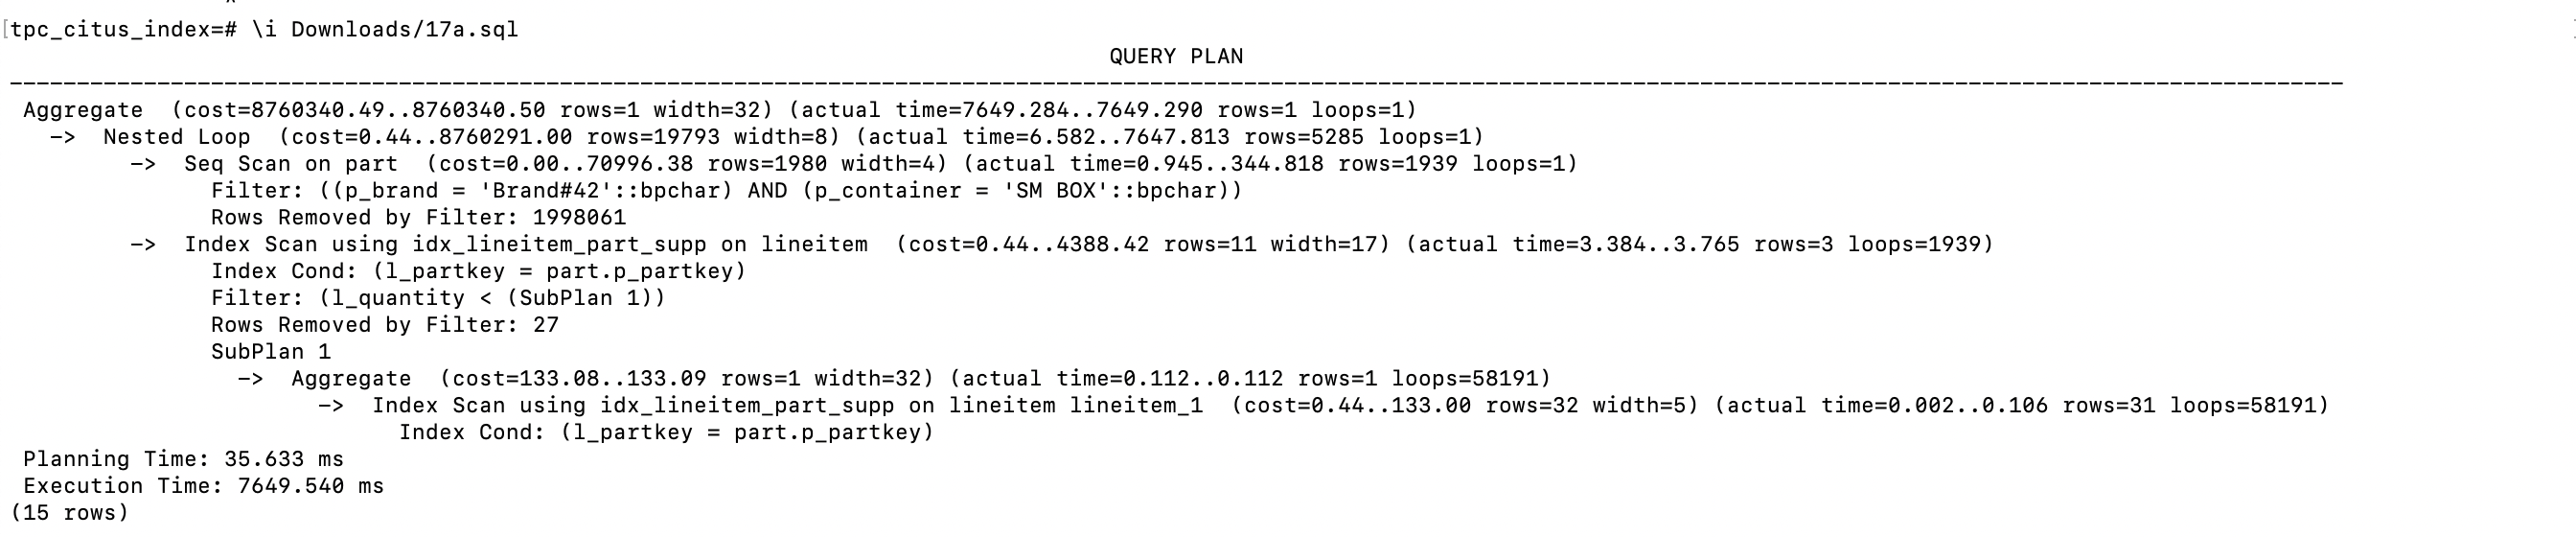 [tpc_citus_index=# \i Downloads/17a.sql ]
QUERY PLAN
------------------------------------------------------------------------------------------------------------------------------------------------------------------------------
Aggregate  (cost=8760340.49..8760340.50 rows=1 width=32) (actual time=7649.284..7649.290 rows=1 loops=1)
  ->  Nested Loop  (cost=0.44..8760291.00 rows=19793 width=8) (actual time=6.582..7647.813 rows=5285 loops=1)
        ->  Seq Scan on part  (cost=0.00..70996.38 rows=1980 width=4) (actual time=0.945..344.818 rows=1939 loops=1)
              Filter: ((p_brand = 'Brand#42'::bpchar) AND (p_container = 'SM BOX'::bpchar))
              Rows Removed by Filter: 1998061
        ->  Index Scan using idx_lineitem_part_supp on lineitem  (cost=0.44..4388.42 rows=11 width=17) (actual time=3.384..3.765 rows=3 loops=1939)
              Index Cond: (l_partkey = part.p_partkey)
              Filter: (l_quantity < (SubPlan 1))
              Rows Removed by Filter: 27
              SubPlan 1
                ->  Aggregate  (cost=133.08..133.09 rows=1 width=32) (actual time=0.112..0.112 rows=1 loops=58191)
                      ->  Index Scan using idx_lineitem_part_supp on lineitem lineitem_1  (cost=0.44..133.00 rows=32 width=5) (actual time=0.002..0.106 rows=31 loops=58191)
                            Index Cond: (l_partkey = part.p_partkey)
Planning Time: 35.633 ms
Execution Time: 7649.540 ms
(15 rows)